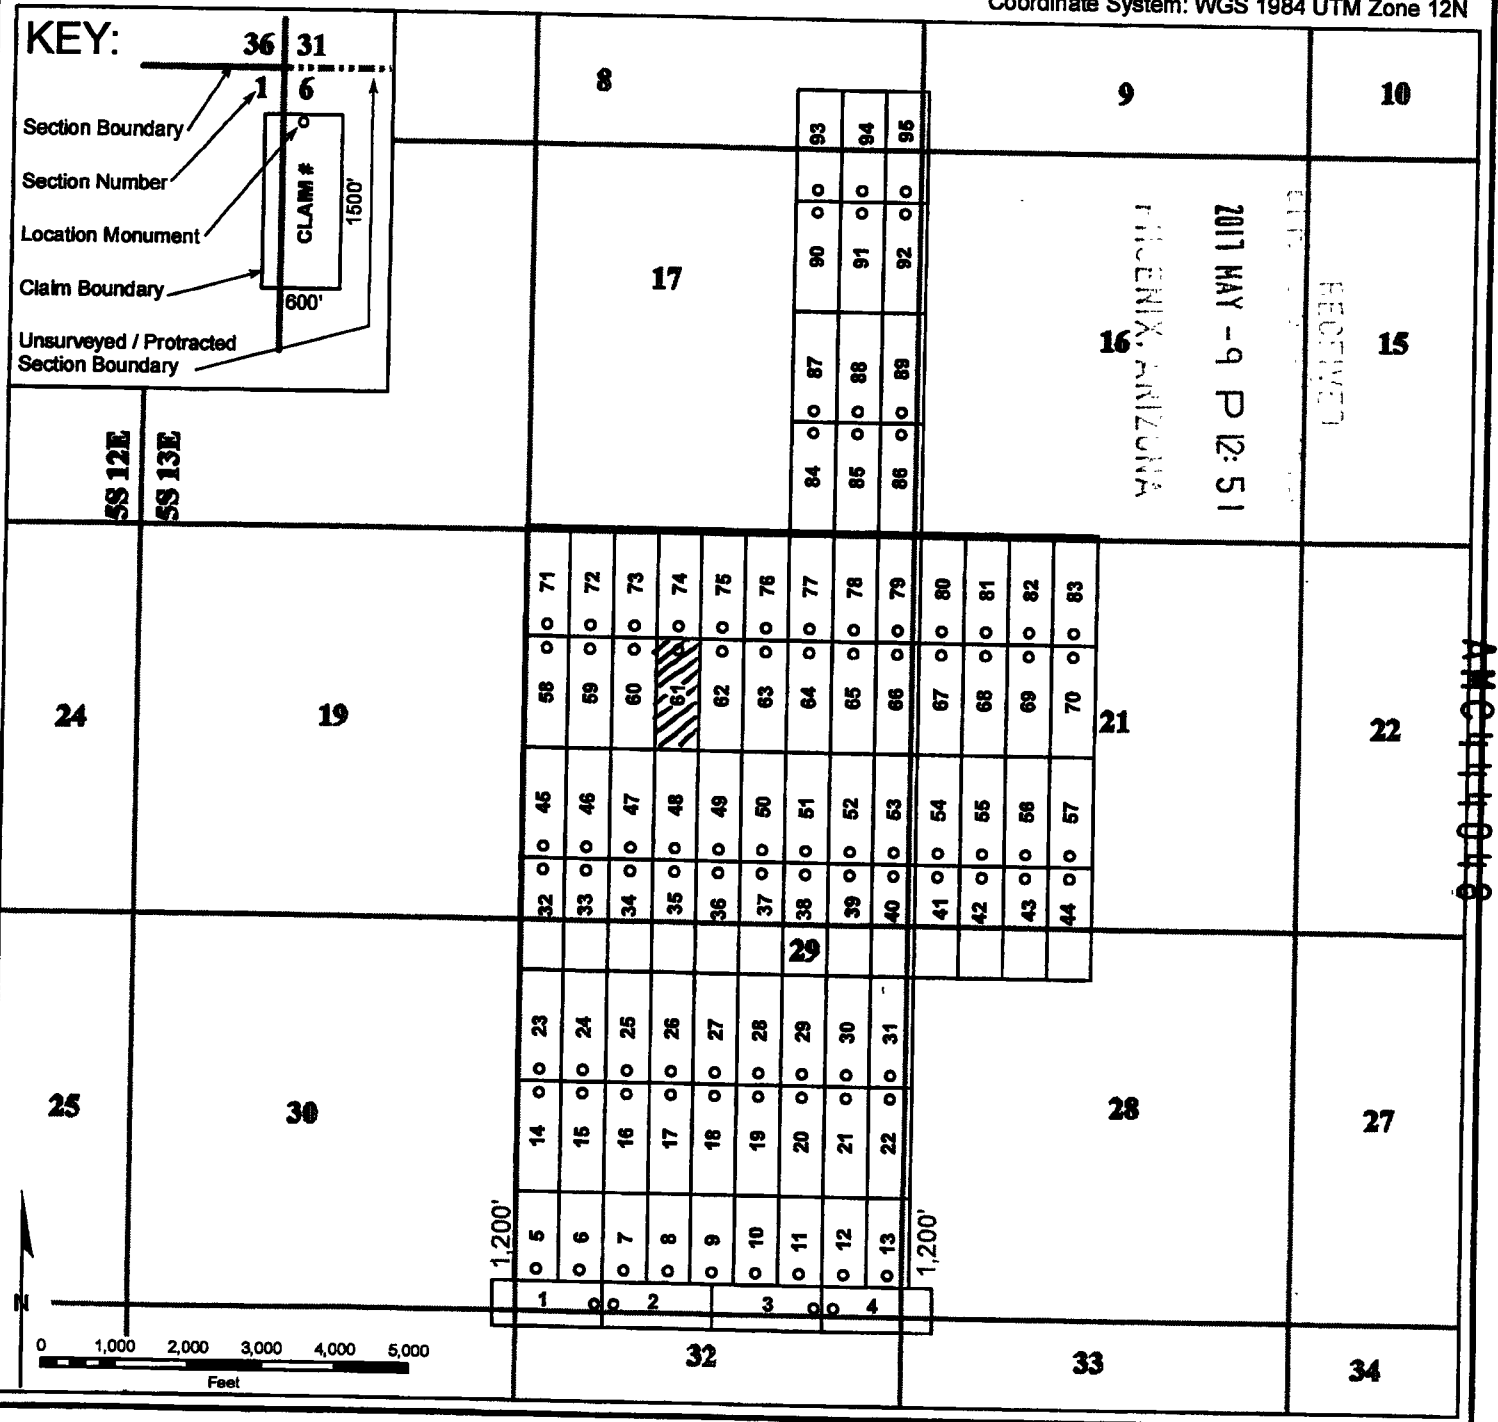 Coordinate System: WGS 1984 UTM Zone 12N
KEY:
36 31
1 6
Section Boundary
Section Number
Location Monument
Claim Boundary
Unsurveyed / Protracted
Section Boundary
CLAIM #
1500'
600'
8
9
10
93 94 95
17
90 91 92
16
15
87 88 89
84 85 86
RECEIVED
2017 MAY -9 P 12:51
PHOENIX, ARIZONA
5S 12E
5S 13E
71 72 73 74 75 76 77 78 79 80 81 82 83
24
19
58 59 60 61 62 63 64 65 66 67 68 69 70
21
22
45 46 47 48 49 50 51 52 53 54 55 56 57
32 33 34 35 36 37 38 39 40 41 42 43 44
29
23 24 25 26 27 28 29 30 31
25
30
14 15 16 17 18 19 20 21 22
28
27
1,200'
5 6 7 8 9 10 11 12 13
1,200'
N
1 2 3 4
0 1,000 2,000 3,000 4,000 5,000
Feet
32
33
34